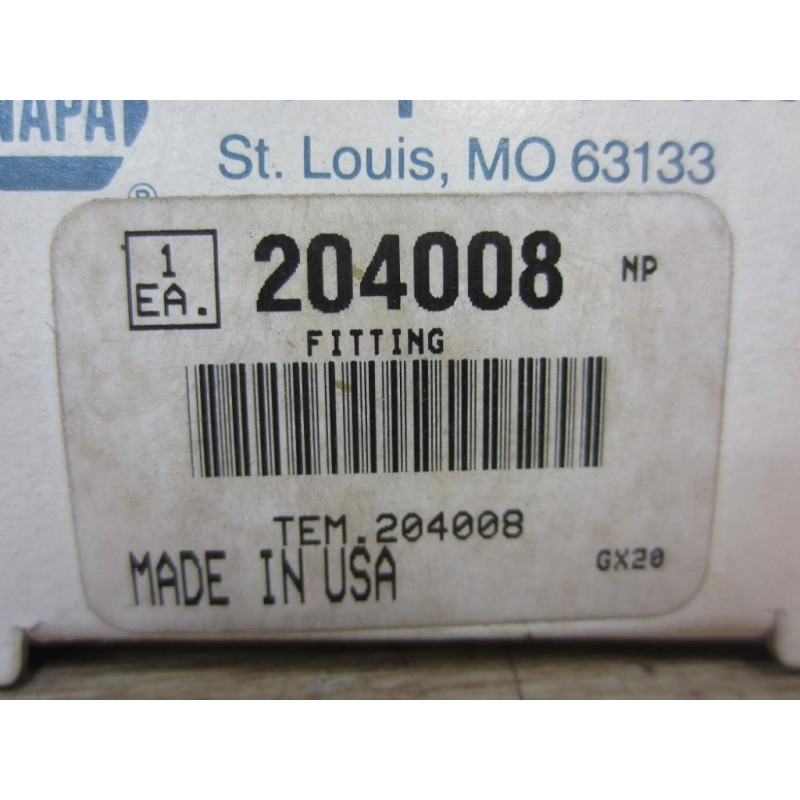 NAPA
®
St. Louis, MO 63133
1
EA.
204008
NP
FITTING
TEM.204008
MADE IN USA
GX20